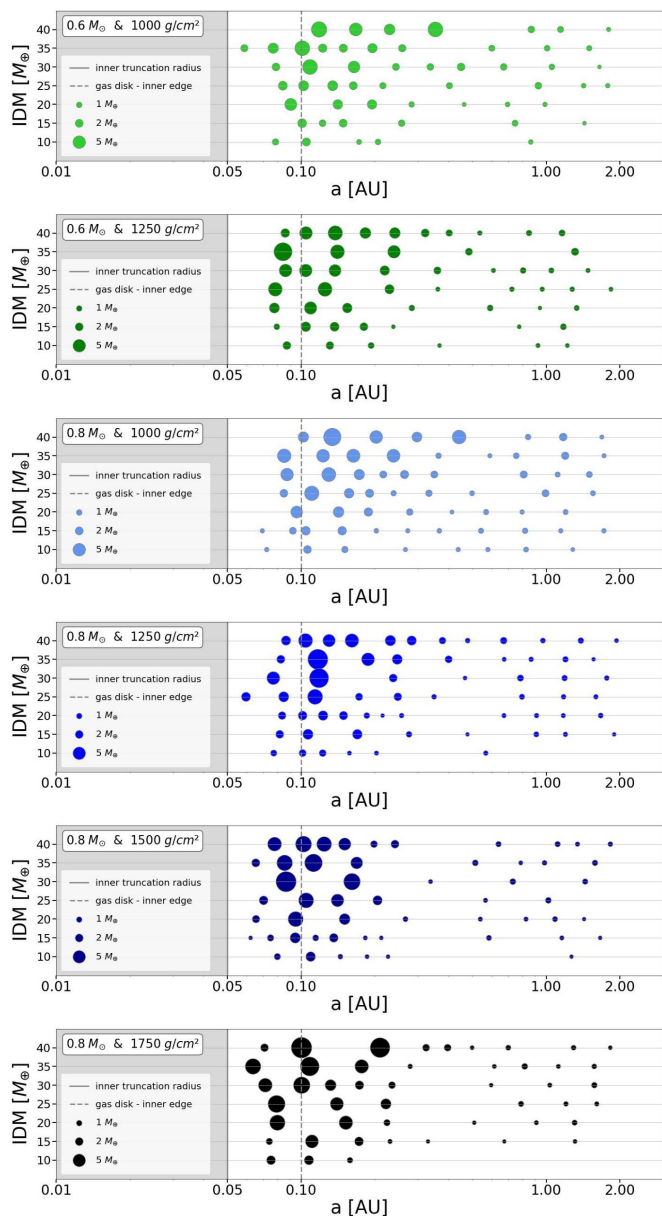 0.6 M⊙ & 1000 g/cm²
inner truncation radius
gas disk - inner edge
1 M⊕
2 M⊕
5 M⊕
IDM [M⊕]
40
35
30
25
20
15
10
0.01
0.05
0.10
1.00
2.00
a [AU]
0.6 M⊙ & 1250 g/cm²
inner truncation radius
gas disk - inner edge
1 M⊕
2 M⊕
5 M⊕
IDM [M⊕]
40
35
30
25
20
15
10
0.01
0.05
0.10
1.00
2.00
a [AU]
0.8 M⊙ & 1000 g/cm²
inner truncation radius
gas disk - inner edge
1 M⊕
2 M⊕
5 M⊕
IDM [M⊕]
40
35
30
25
20
15
10
0.01
0.05
0.10
1.00
2.00
a [AU]
0.8 M⊙ & 1250 g/cm²
inner truncation radius
gas disk - inner edge
1 M⊕
2 M⊕
5 M⊕
IDM [M⊕]
40
35
30
25
20
15
10
0.01
0.05
0.10
1.00
2.00
a [AU]
0.8 M⊙ & 1500 g/cm²
inner truncation radius
gas disk - inner edge
1 M⊕
2 M⊕
5 M⊕
IDM [M⊕]
40
35
30
25
20
15
10
0.01
0.05
0.10
1.00
2.00
a [AU]
0.8 M⊙ & 1750 g/cm²
inner truncation radius
gas disk - inner edge
1 M⊕
2 M⊕
5 M⊕
IDM [M⊕]
40
35
30
25
20
15
10
0.01
0.05
0.10
1.00
2.00
a [AU]